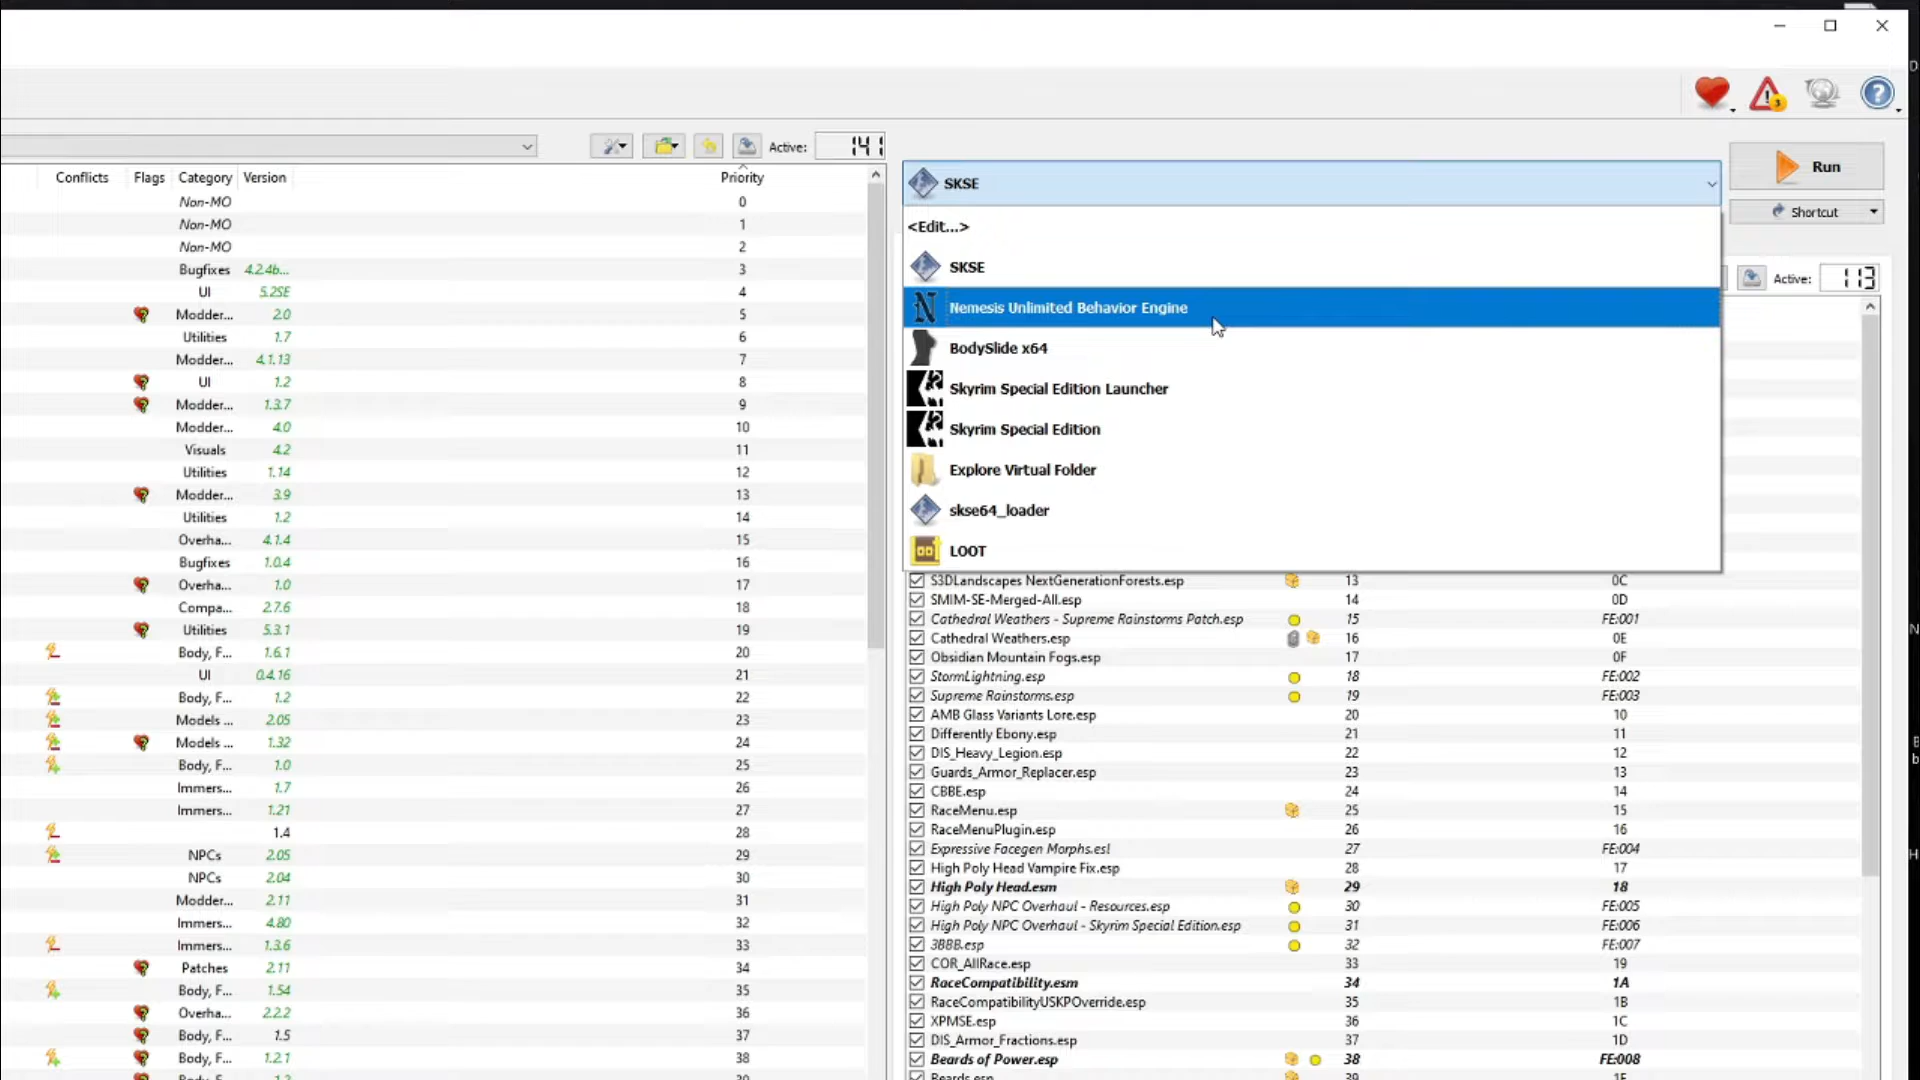 Active: 141
Conflicts Flags Category Version Priority
Non-MO 0
Non-MO 1
Non-MO 2
Bugfixes 4.2.4b... 3
UI 5.2SE 4
Modder... 2.0 5
Utilities 1.7 6
Modder... 4.1.13 7
UI 1.2 8
Modder... 1.3.7 9
Modder... 4.0 10
Visuals 4.2 11
Utilities 1.14 12
Modder... 3.9 13
Utilities 1.2 14
Overha... 4.1.4 15
Bugfixes 1.0.4 16
Overha... 1.0 17
Compa... 2.7.6 18
Utilities 5.3.1 19
Body, F... 1.6.1 20
UI 0.4.16 21
Body, F... 1.2 22
Models ... 2.05 23
Models ... 1.32 24
Body, F... 1.0 25
Immers... 1.7 26
Immers... 1.21 27
1.4 28
NPCs 2.05 29
NPCs 2.04 30
Modder... 2.11 31
Immers... 4.80 32
Immers... 1.3.6 33
Patches 2.11 34
Body, F... 1.54 35
Overha... 2.2.2 36
Body, F... 1.5 37
Body, F... 1.2.1 38
SKSE
Run
Shortcut
Active: 113
<Edit...>
SKSE
Nemesis Unlimited Behavior Engine
BodySlide x64
Skyrim Special Edition Launcher
Skyrim Special Edition
Explore Virtual Folder
skse64_loader
LOOT
S3DLandscapes NextGenerationForests.esp 13 0C
SMIM-SE-Merged-All.esp 14 0D
Cathedral Weathers - Supreme Rainstorms Patch.esp 15 FE:001
Cathedral Weathers.esp 16 0E
Obsidian Mountain Fogs.esp 17 0F
StormLightning.esp 18 FE:002
Supreme Rainstorms.esp 19 FE:003
AMB Glass Variants Lore.esp 20 10
Differently Ebony.esp 21 11
DIS_Heavy_Legion.esp 22 12
Guards_Armor_Replacer.esp 23 13
CBBE.esp 24 14
RaceMenu.esp 25 15
RaceMenuPlugin.esp 26 16
Expressive Facegen Morphs.esl 27 FE:004
High Poly Head Vampire Fix.esp 28 17
High Poly Head.esm 29 18
High Poly NPC Overhaul - Resources.esp 30 FE:005
High Poly NPC Overhaul - Skyrim Special Edition.esp 31 FE:006
3BBB.esp 32 FE:007
COR_AllRace.esp 33 19
RaceCompatibility.esm 34 1A
RaceCompatibilityUSKPOverride.esp 35 1B
XPMSE.esp 36 1C
DIS_Armor_Fractions.esp 37 1D
Beards of Power.esp 38 FE:008